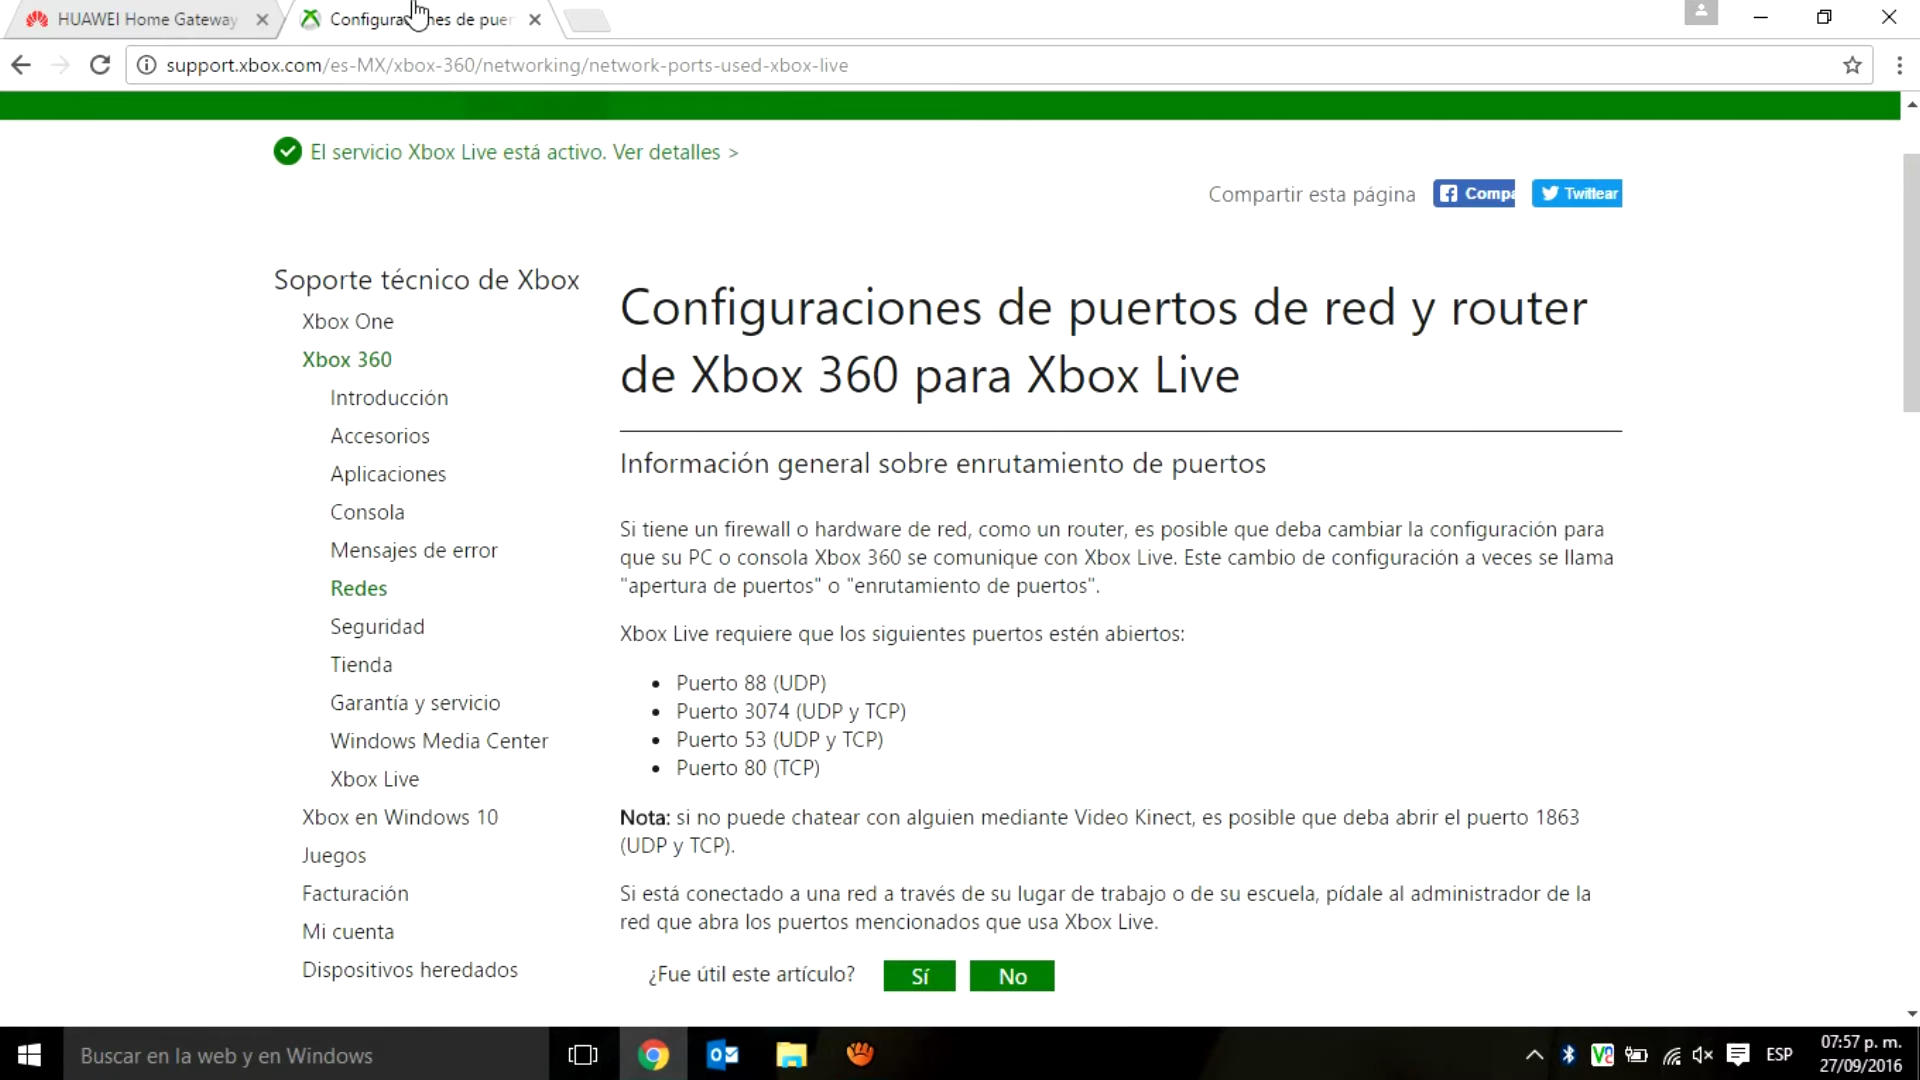 HUAWEI Home Gateway
Configuraciones de puer
support.xbox.com/es-MX/xbox-360/networking/network-ports-used-xbox-live
El servicio Xbox Live está activo. Ver detalles >
Compartir esta página
Compa
Twittear
Soporte técnico de Xbox
Xbox One
Xbox 360
Introducción
Accesorios
Aplicaciones
Consola
Mensajes de error
Redes
Seguridad
Tienda
Garantía y servicio
Windows Media Center
Xbox Live
Xbox en Windows 10
Juegos
Facturación
Mi cuenta
Dispositivos heredados
Configuraciones de puertos de red y router
de Xbox 360 para Xbox Live
Información general sobre enrutamiento de puertos
Si tiene un firewall o hardware de red, como un router, es posible que deba cambiar la configuración para
que su PC o consola Xbox 360 se comunique con Xbox Live. Este cambio de configuración a veces se llama
"apertura de puertos" o "enrutamiento de puertos".
Xbox Live requiere que los siguientes puertos estén abiertos:
• Puerto 88 (UDP)
• Puerto 3074 (UDP y TCP)
• Puerto 53 (UDP y TCP)
• Puerto 80 (TCP)
Nota: si no puede chatear con alguien mediante Video Kinect, es posible que deba abrir el puerto 1863
(UDP y TCP).
Si está conectado a una red a través de su lugar de trabajo o de su escuela, pídale al administrador de la
red que abra los puertos mencionados que usa Xbox Live.
¿Fue útil este artículo? Sí No
Buscar en la web y en Windows
ESP
07:57 p. m.
27/09/2016